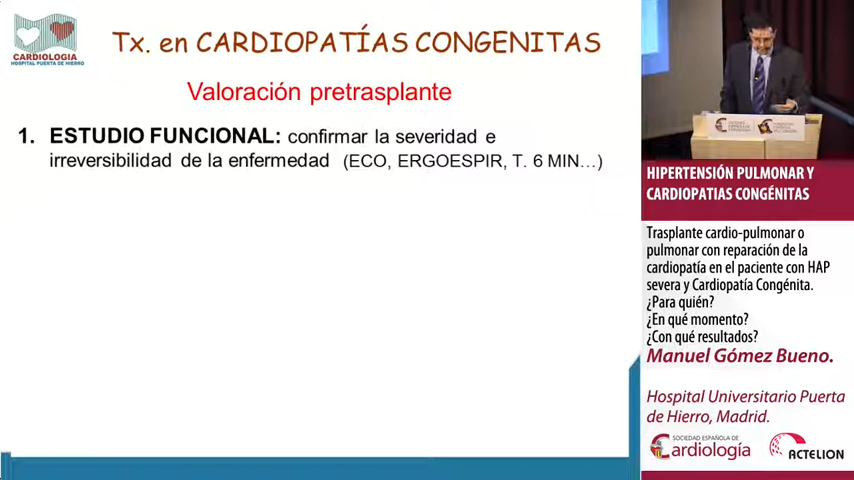 CARDIOLOGIA
HOSPITAL PUERTA DE HIERRO
Tx. en CARDIOPATÍAS CONGENITAS
Valoración pretrasplante
1. ESTUDIO FUNCIONAL: confirmar la severidad e
irreversibilidad de la enfermedad (ECO, ERGOESPIR, T. 6 MIN...)
HIPERTENSIÓN PULMONAR Y
CARDIOPATIAS CONGÉNITAS
Trasplante cardio-pulmonar o
pulmonar con reparación de la
cardiopatía en el paciente con HAP
severa y Cardiopatía Congénita.
¿Para quién?
¿En qué momento?
¿Con qué resultados?
Manuel Gómez Bueno.
Hospital Universitario Puerta
de Hierro, Madrid.
SOCIEDAD ESPAÑOLA DE
Cardiología
ACTELION